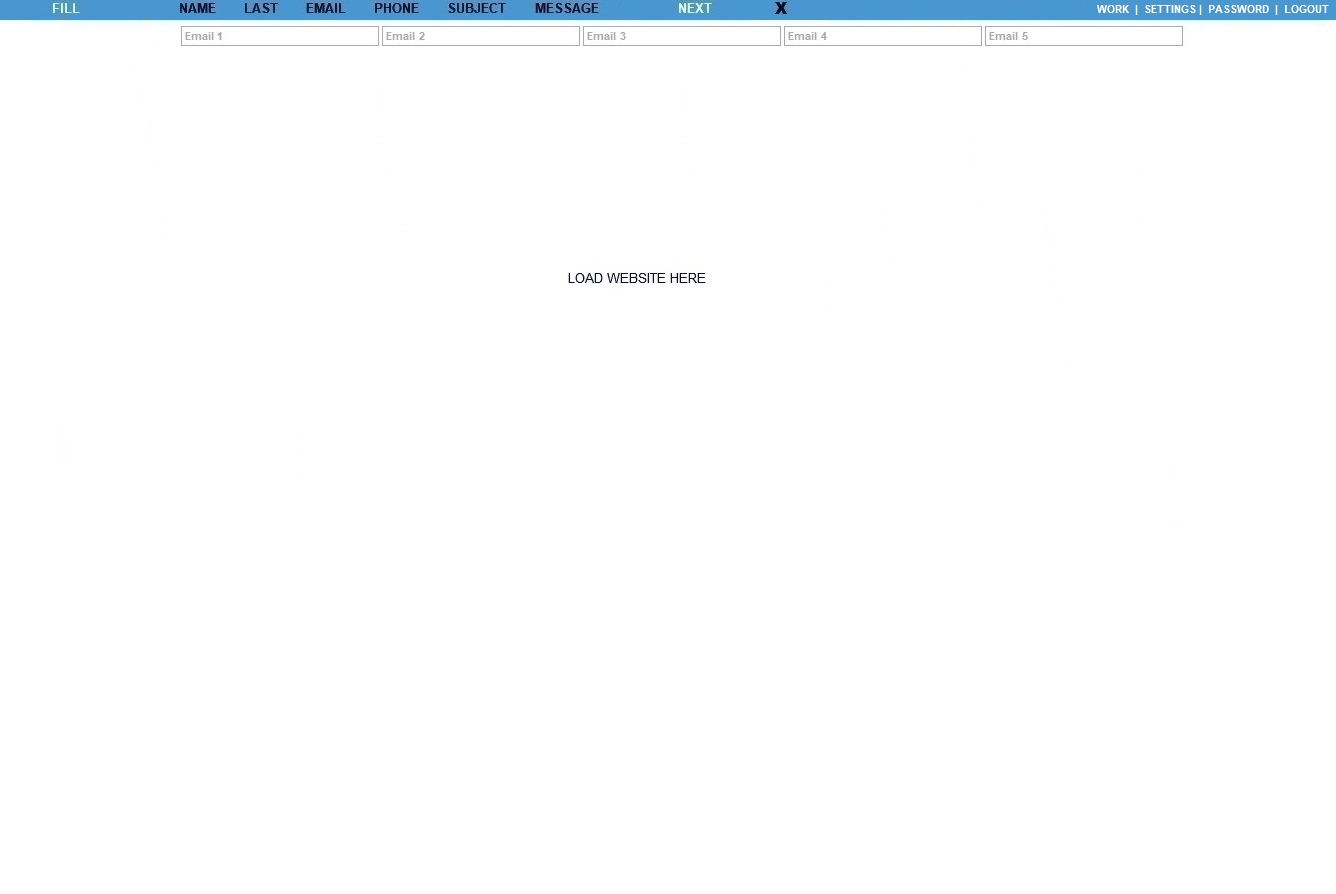 FILL NAME LAST EMAIL PHONE SUBJECT MESSAGE NEXT X WORK | SETTINGS | PASSWORD | LOGOUT
Email 1 Email 2 Email 3 Email 4 Email 5
LOAD WEBSITE HERE